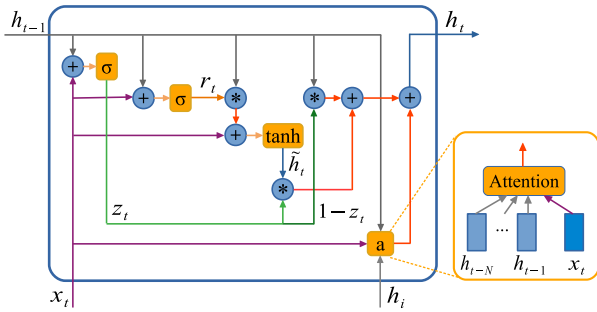 h_{t-1}
h_t
+
σ
r_t
+
σ
*
*
+
+
+
tanh
h̃_t
*
z_t
1-z_t
a
x_t
h_i
Attention
...
h_{t-N}
h_{t-1}
x_t